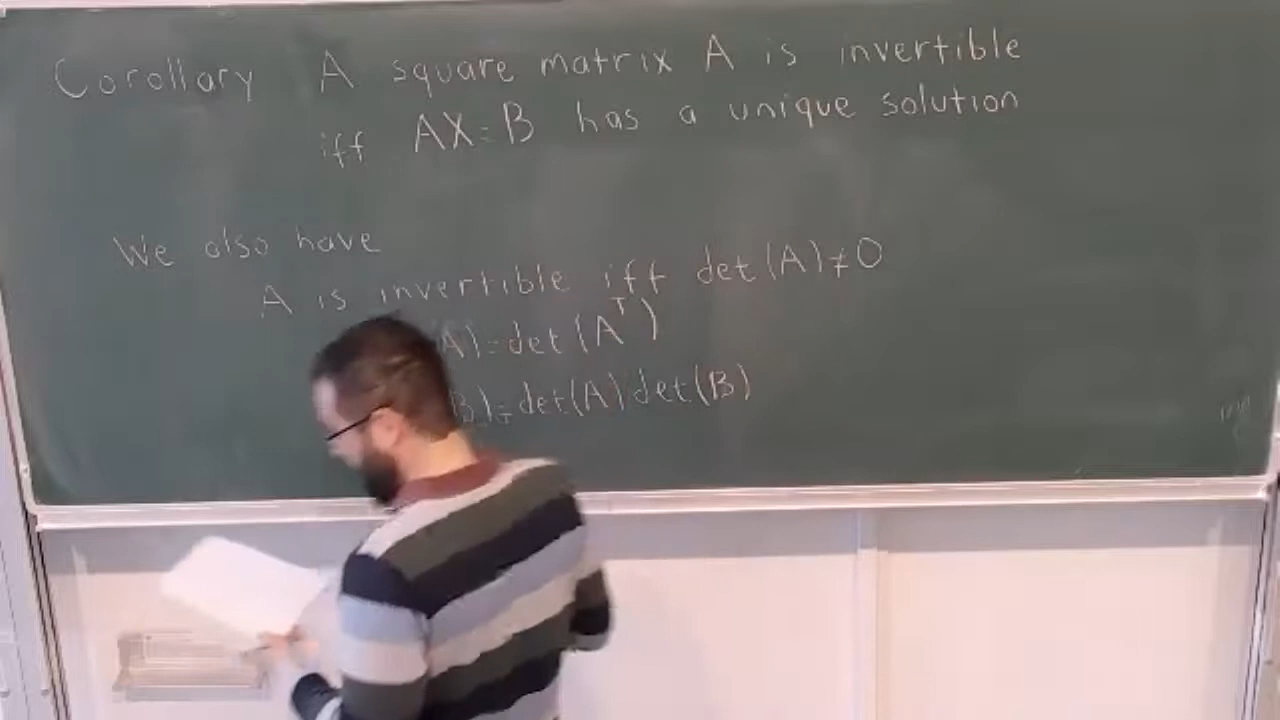 Corollary A square matrix A is invertible
iff AX=B has a unique solution
We also have
A is invertible iff det(A)≠0
A)=det(Aᵀ)
B)=det(A)det(B)